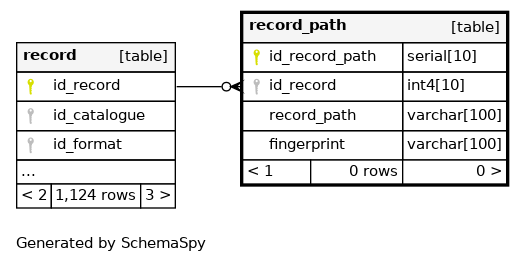 record [table]
id_record
id_catalogue
id_format
...
< 2 1,124 rows 3 >
record_path [table]
id_record_path serial[10]
id_record int4[10]
record_path varchar[100]
fingerprint varchar[100]
< 1 0 rows 0 >
Generated by SchemaSpy